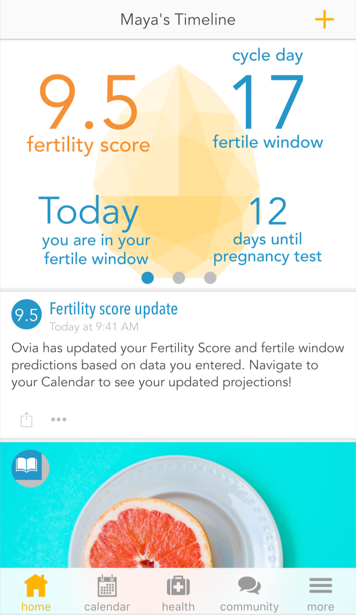 Maya's Timeline
+
9.5
fertility score
cycle day
17
fertile window
Today
you are in your
fertile window
12
days until
pregnancy test
9.5
Fertility score update
Today at 9:41 AM
Ovia has updated your Fertility Score and fertile window
predictions based on data you entered. Navigate to
your Calendar to see your updated projections!
home
calendar
health
community
more